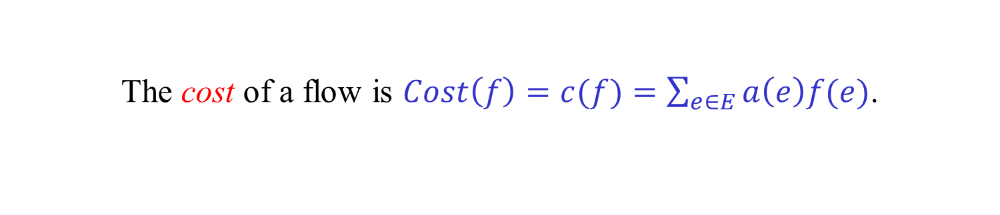 The cost of a flow is Cost(f) = c(f) = ∑_{e∈E} a(e)f(e).